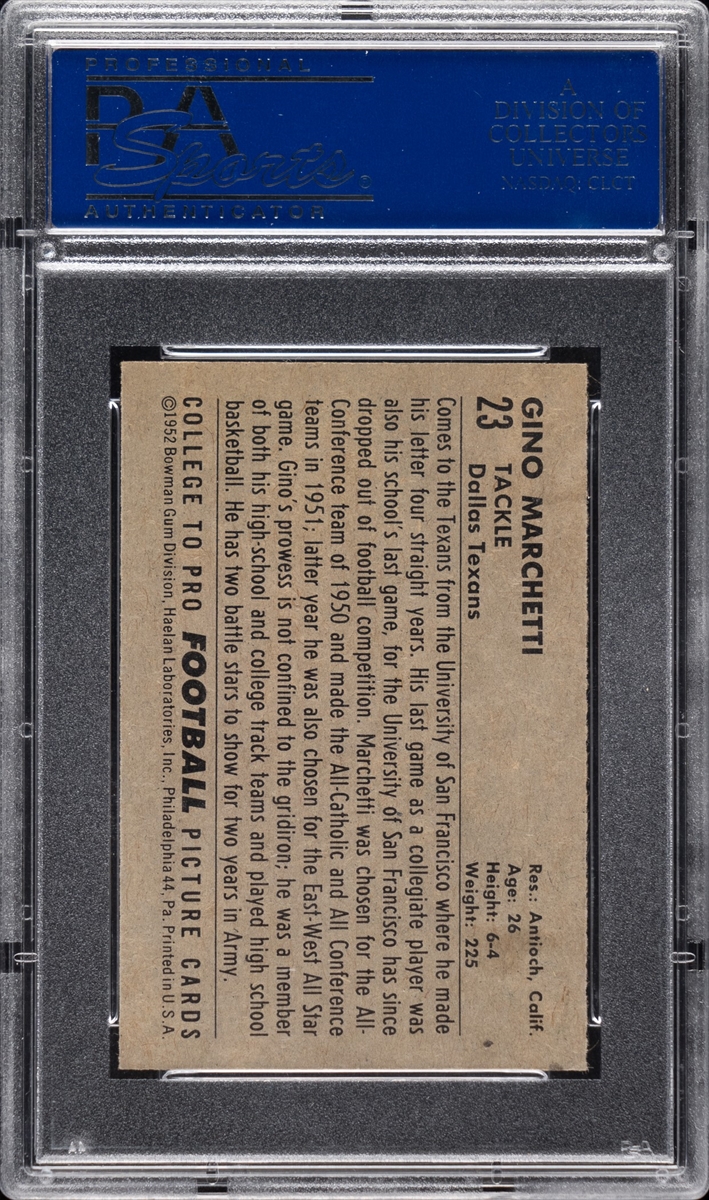 PROFESSIONAL
PSA
Sports®
AUTHENTICATOR
A
DIVISION OF
COLLECTORS
UNIVERSE
NASDAQ: CLCT
GINO MARCHETTI
23 TACKLE
Dallas Texans
Res.: Antioch, Calif.
Age: 26
Height: 6-4
Weight: 225
Comes to the Texans from the University of San Francisco where he made
his letter four straight years. His last game as a collegiate player was
also his school's last game, for the University of San Francisco has since
dropped out of football competition. Marchetti was chosen for the All-
Conference team of 1950 and made the All-Catholic and All Conference
teams in 1951; latter year he was also chosen for the East-West All Star
game. Gino's prowess is not confined to the gridiron; he was a member
of both his high-school and college track teams and played high school
basketball. He has two battle stars to show for two years in Army.
COLLEGE TO PRO FOOTBALL PICTURE CARDS
©1952 Bowman Gum Division, Haelan Laboratories, Inc., Philadelphia 44, Pa. Printed in U.S.A.